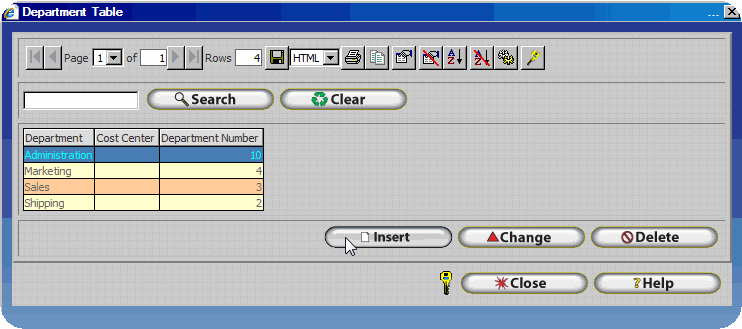 Department Table ...
Page 1 of 1 Rows 4 HTML
Search Clear
Department Cost Center Department Number
Administration 10
Marketing 4
Sales 3
Shipping 2
Insert Change Delete
Close ? Help